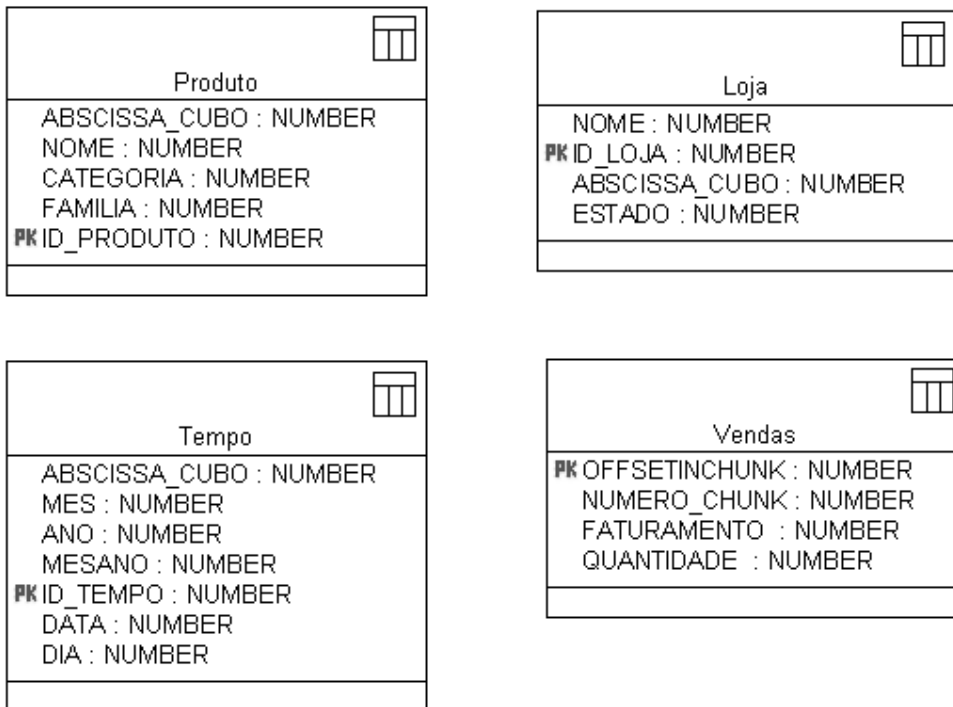 Produto
ABSCISSA_CUBO : NUMBER
NOME : NUMBER
CATEGORIA : NUMBER
FAMILIA : NUMBER
PK ID_PRODUTO : NUMBER
Loja
NOME : NUMBER
PK ID_LOJA : NUMBER
ABSCISSA_CUBO : NUMBER
ESTADO : NUMBER
Tempo
ABSCISSA_CUBO : NUMBER
MES : NUMBER
ANO : NUMBER
MESANO : NUMBER
PK ID_TEMPO : NUMBER
DATA : NUMBER
DIA : NUMBER
Vendas
PK OFFSETINCHUNK : NUMBER
NUMERO_CHUNK : NUMBER
FATURAMENTO : NUMBER
QUANTIDADE : NUMBER